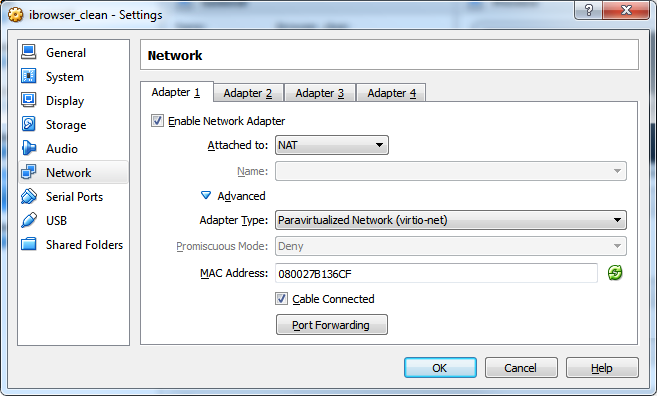 ibrowser_clean - Settings
?
General
System
Display
Storage
Audio
Network
Serial Ports
USB
Shared Folders
Network
Adapter 1 Adapter 2 Adapter 3 Adapter 4
Enable Network Adapter
Attached to: NAT
Name:
Advanced
Adapter Type: Paravirtualized Network (virtio-net)
Promiscuous Mode: Deny
MAC Address: 080027B136CF
Cable Connected
Port Forwarding
OK Cancel Help